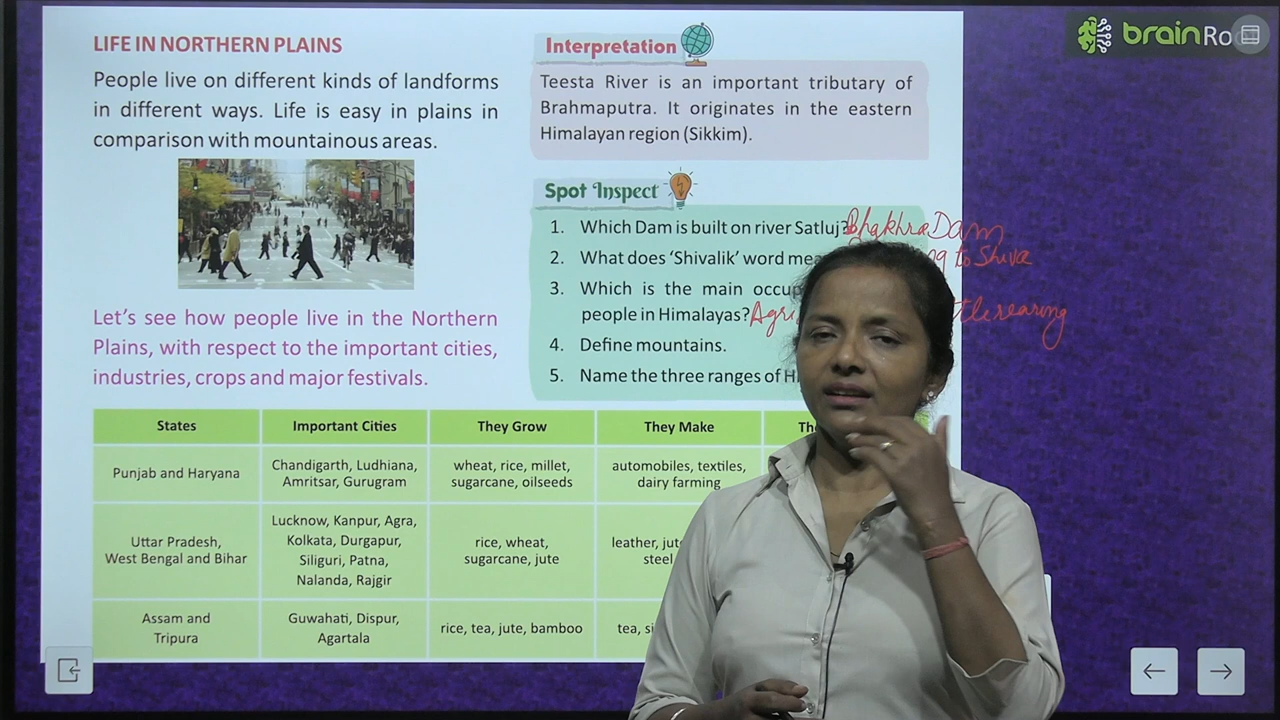 brainRo
LIFE IN NORTHERN PLAINS
People live on different kinds of landforms
in different ways. Life is easy in plains in
comparison with mountainous areas.
Let's see how people live in the Northern
Plains, with respect to the important cities,
industries, crops and major festivals.
Interpretation
Teesta River is an important tributary of
Brahmaputra. It originates in the eastern
Himalayan region (Sikkim).
Spot Inspect
1. Which Dam is built on river Satluj? Bhakhra Dam
2. What does 'Shivalik' word to Shiva
3. Which is the main
people in Himalayas?
4. Define mountains.
5. Name the three ranges of
States Important Cities They Grow They Make
Punjab and Haryana
Chandigarth, Ludhiana,
Amritsar, Gurugram
wheat, rice, millet,
sugarcane, oilseeds
automobiles, textiles,
dairy farming
Uttar Pradesh,
West Bengal and Bihar
Lucknow, Kanpur, Agra,
Kolkata, Durgapur,
Siliguri, Patna,
Nalanda, Rajgir
rice, wheat,
sugarcane, jute
leather,
steel
Assam and
Tripura
Guwahati, Dispur,
Agartala
rice, tea, jute, bamboo
tea,